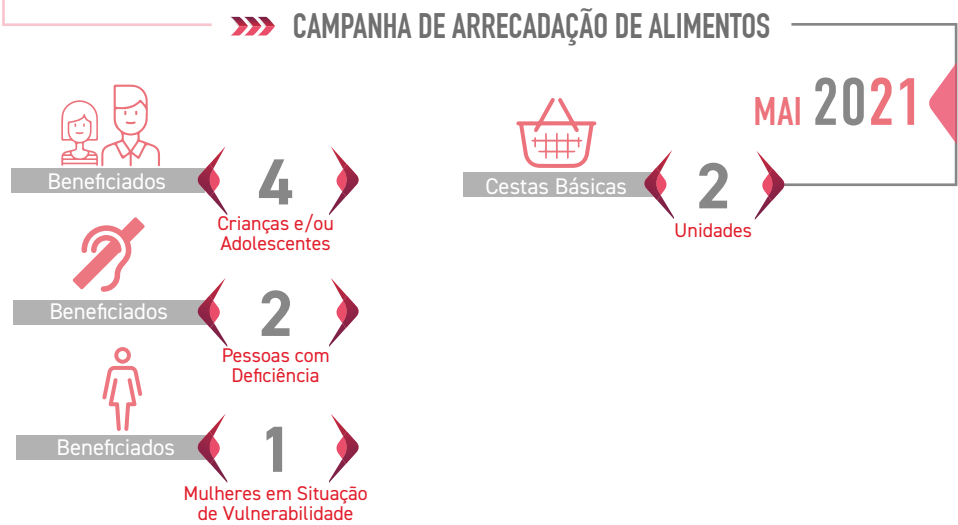 CAMPANHA DE ARRECADAÇÃO DE ALIMENTOS
MAI 2021
Beneficiados
4
Crianças e/ou
Adolescentes
Cestas Básicas
2
Unidades
Beneficiados
2
Pessoas com
Deficiência
Beneficiados
1
Mulheres em Situação
de Vulnerabilidade